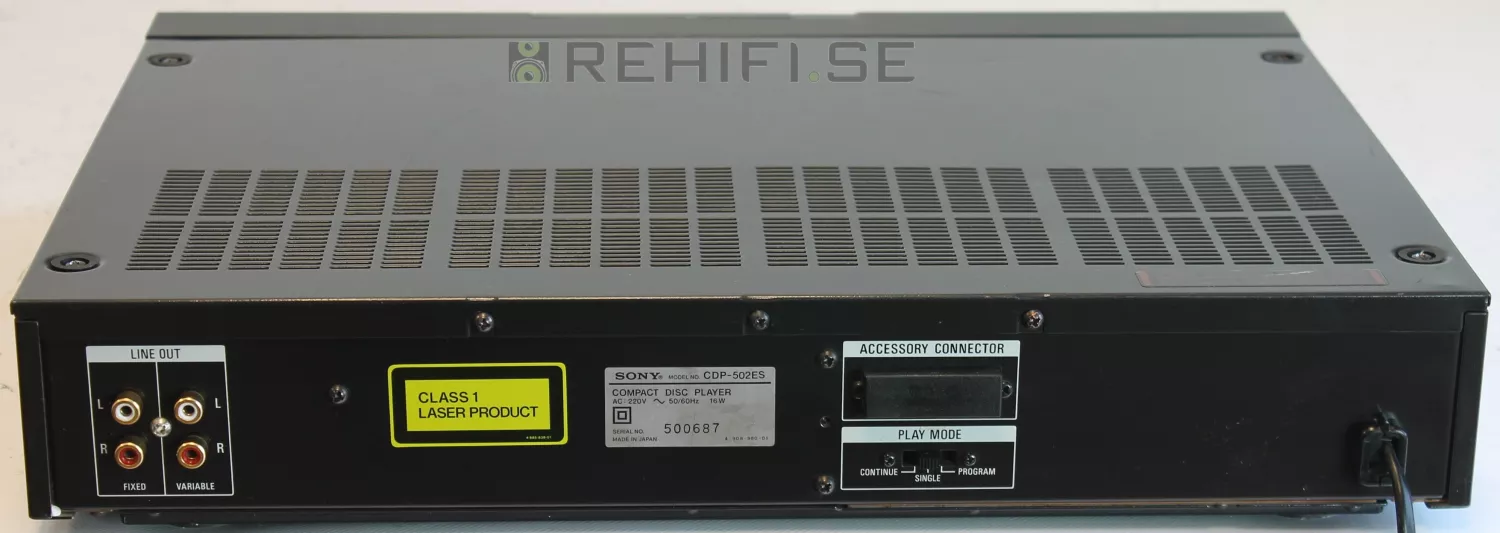 REHIFI.SE
LINE OUT
L
L
R
R
FIXED
VARIABLE
CLASS 1
LASER PRODUCT
SONY® MODEL NO. CDP-502ES
COMPACT DISC PLAYER
AC: 220V ~ 50/60Hz 16W
SERIAL NO. 500687
MADE IN JAPAN
ACCESSORY CONNECTOR
PLAY MODE
CONTINUE
SINGLE
PROGRAM